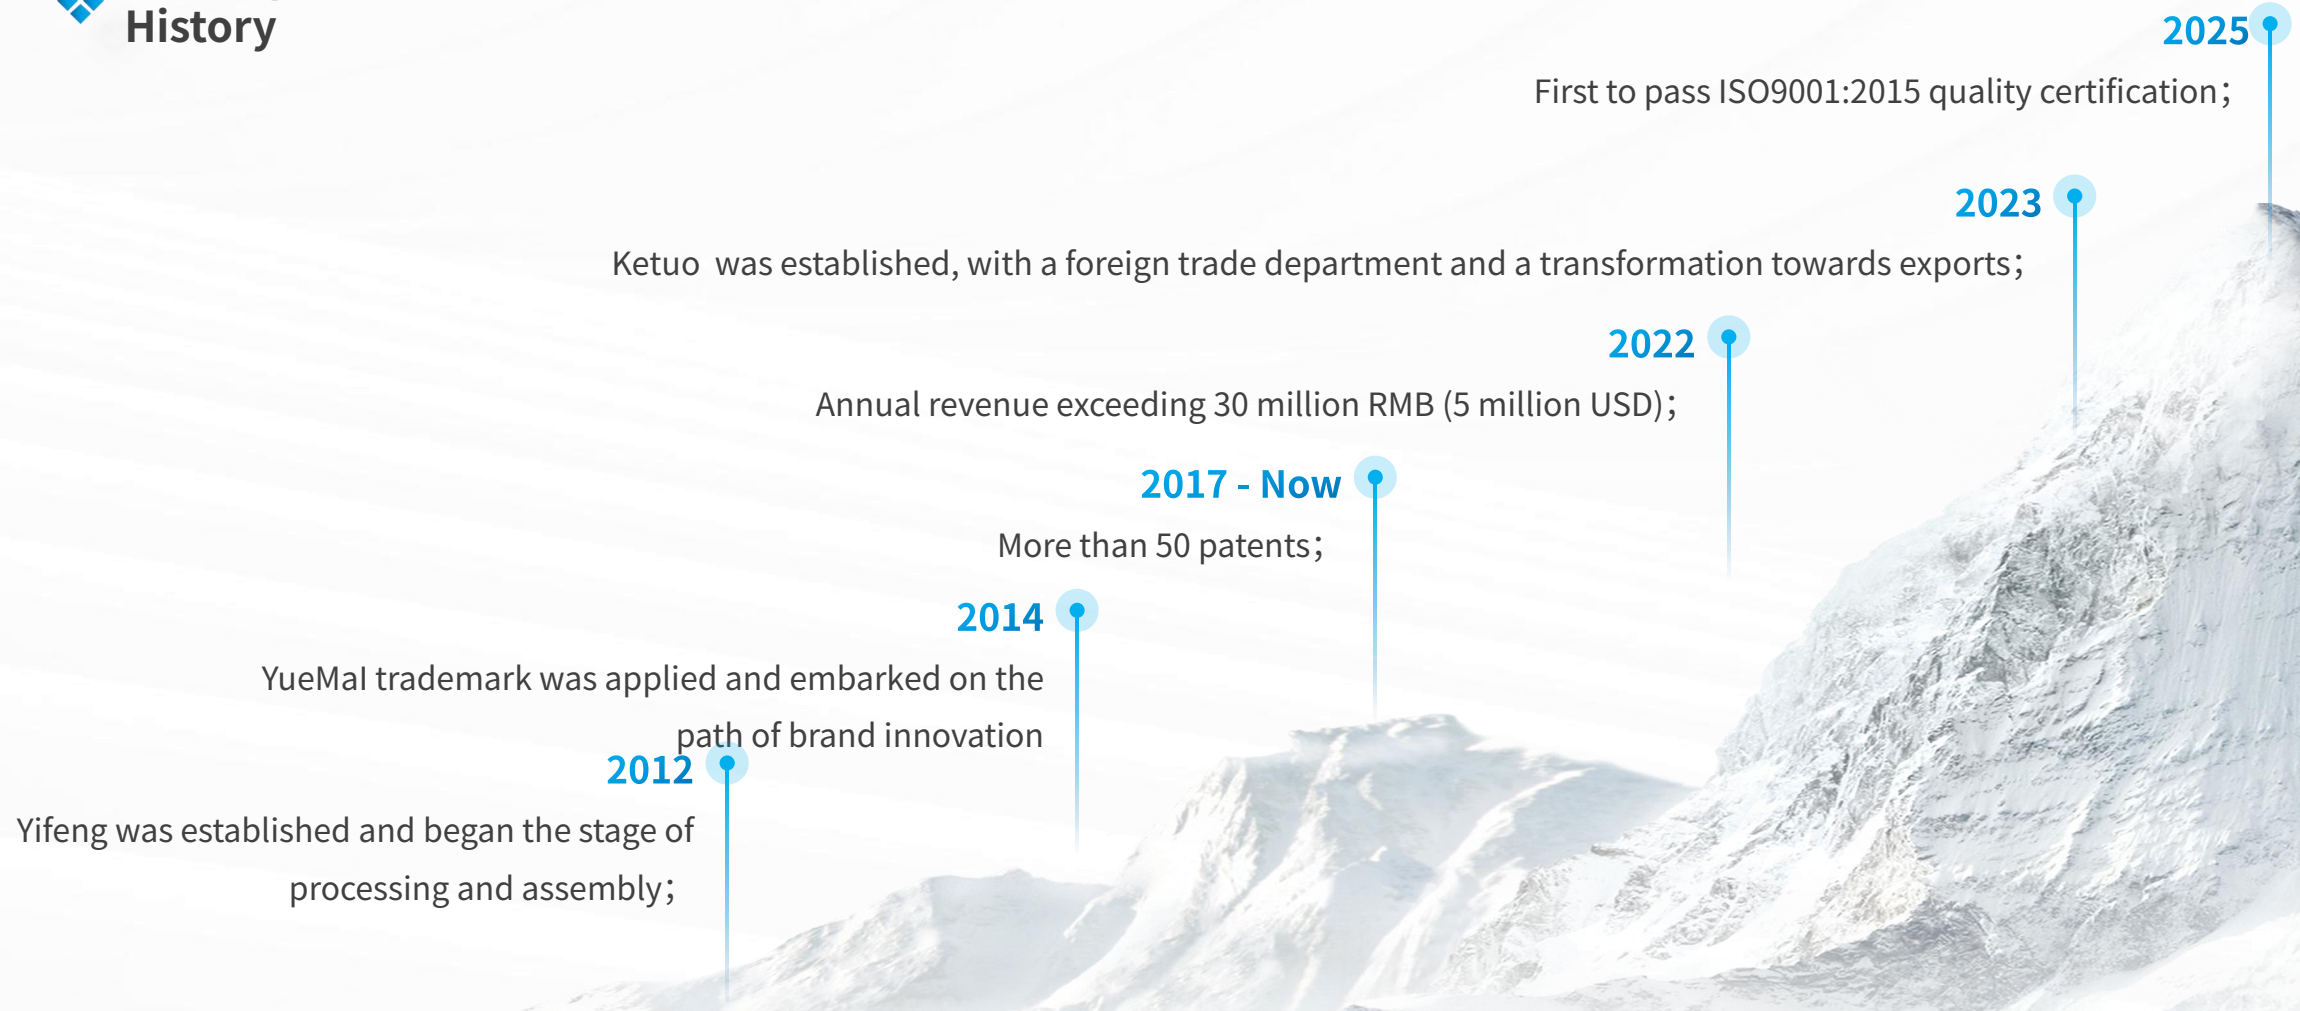 History
2025
First to pass ISO9001:2015 quality certification；
2023
Ketuo  was established, with a foreign trade department and a transformation towards exports；
2022
Annual revenue exceeding 30 million RMB (5 million USD)；
2017 - Now
More than 50 patents；
2014
YueMaI trademark was applied and embarked on the
path of brand innovation
2012
Yifeng was established and began the stage of
processing and assembly；